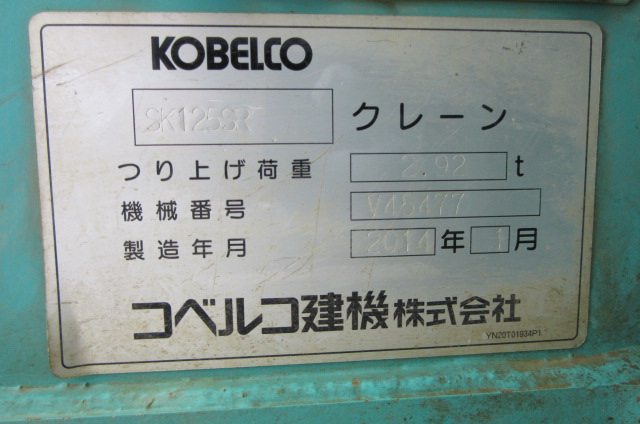 KOBELCO
SK125SR クレーン
つり上げ荷重 2.92 t
機械番号 V45477
製造年月 2014 年 1 月
コベルコ建機株式会社
YN20T01934P1